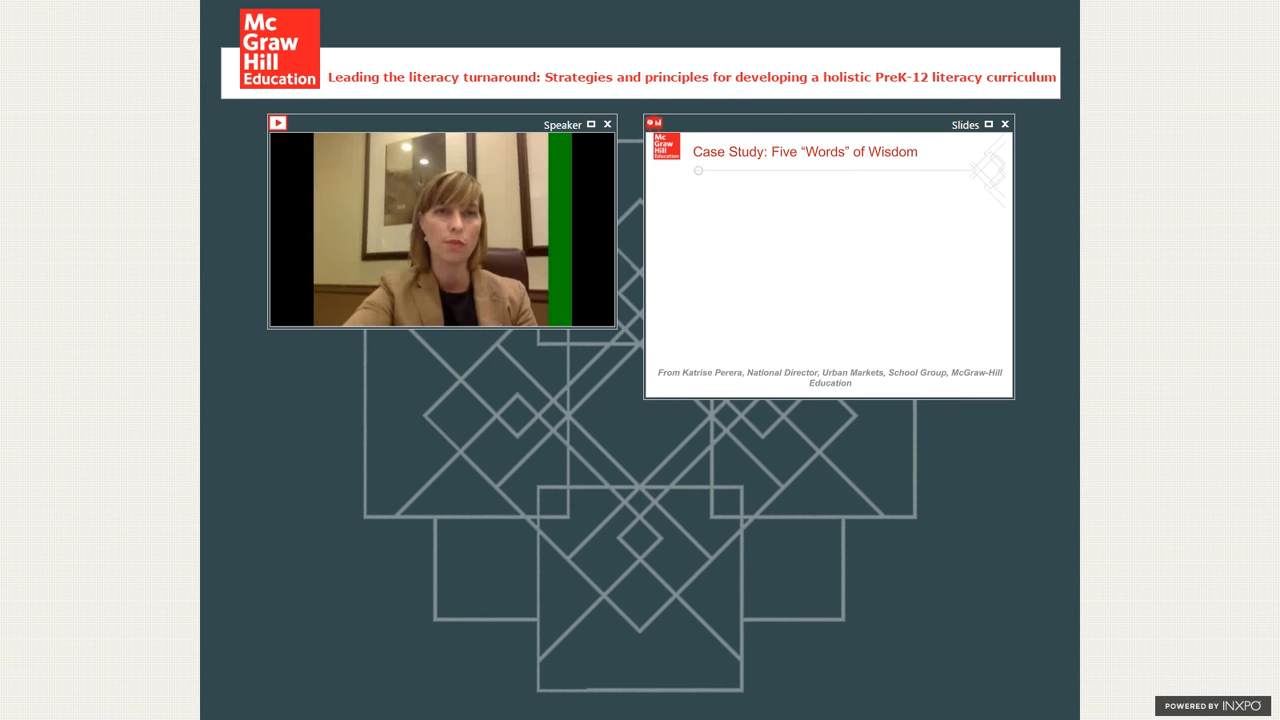 Mc
Graw
Hill
Education
Leading the literacy turnaround: Strategies and principles for developing a holistic PreK-12 literacy curriculum
Speaker
Slides
Mc
Graw
Hill
Education
Case Study: Five “Words” of Wisdom
From Katrise Perera, National Director, Urban Markets, School Group, McGraw-Hill
Education
POWERED BY INXPO